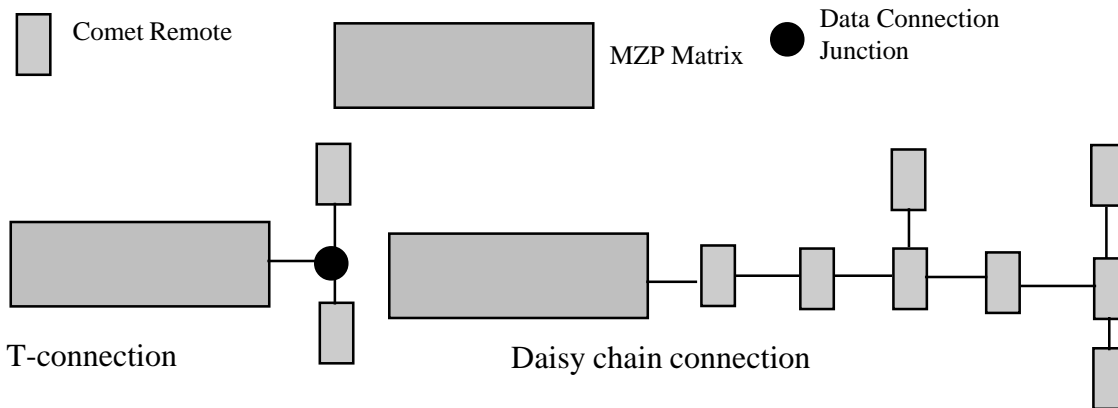 Comet Remote
MZP Matrix
Data Connection
Junction
T-connection
Daisy chain connection